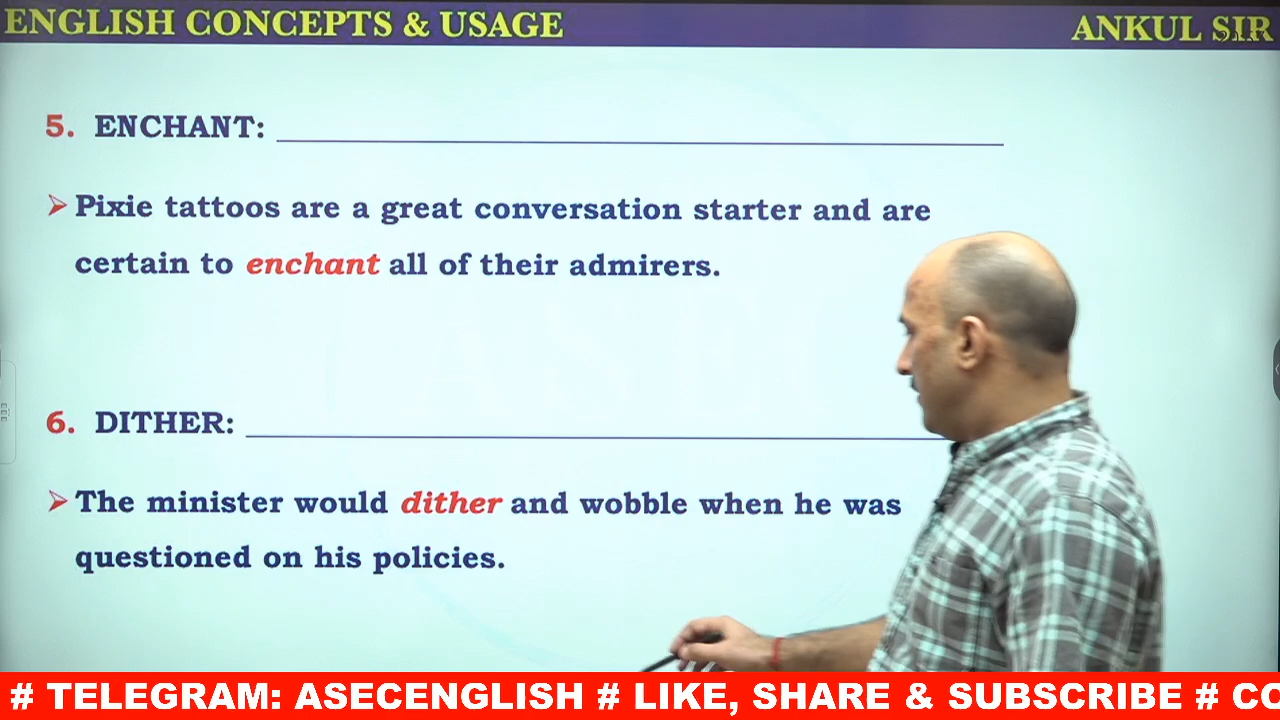 ENGLISH CONCEPTS & USAGE
ANKUL SIR
5. ENCHANT:
➢ Pixie tattoos are a great conversation starter and are
certain to enchant all of their admirers.
6. DITHER:
➢ The minister would dither and wobble when he was
questioned on his policies.
# TELEGRAM: ASECENGLISH # LIKE, SHARE & SUBSCRIBE # CO